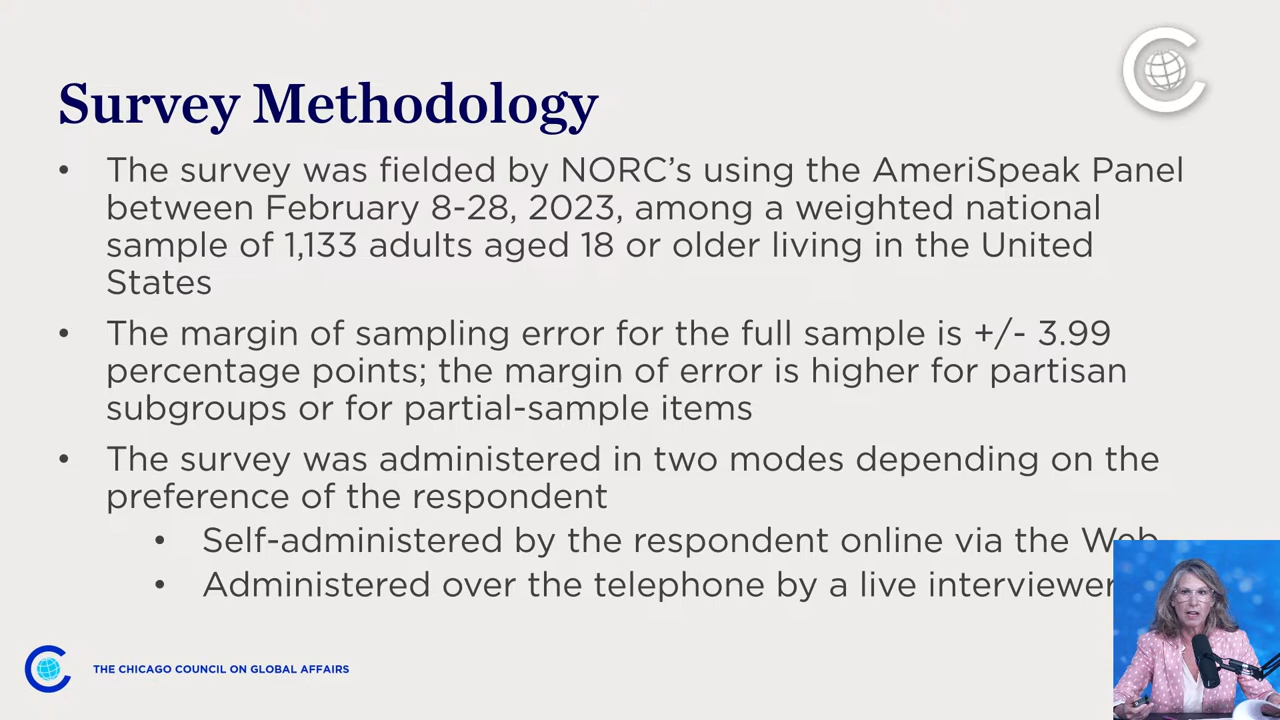 Survey Methodology
• The survey was fielded by NORC’s using the AmeriSpeak Panel
between February 8-28, 2023, among a weighted national
sample of 1,133 adults aged 18 or older living in the United
States
• The margin of sampling error for the full sample is +/- 3.99
percentage points; the margin of error is higher for partisan
subgroups or for partial-sample items
• The survey was administered in two modes depending on the
preference of the respondent
• Self-administered by the respondent online via the Web
• Administered over the telephone by a live interviewer
THE CHICAGO COUNCIL ON GLOBAL AFFAIRS